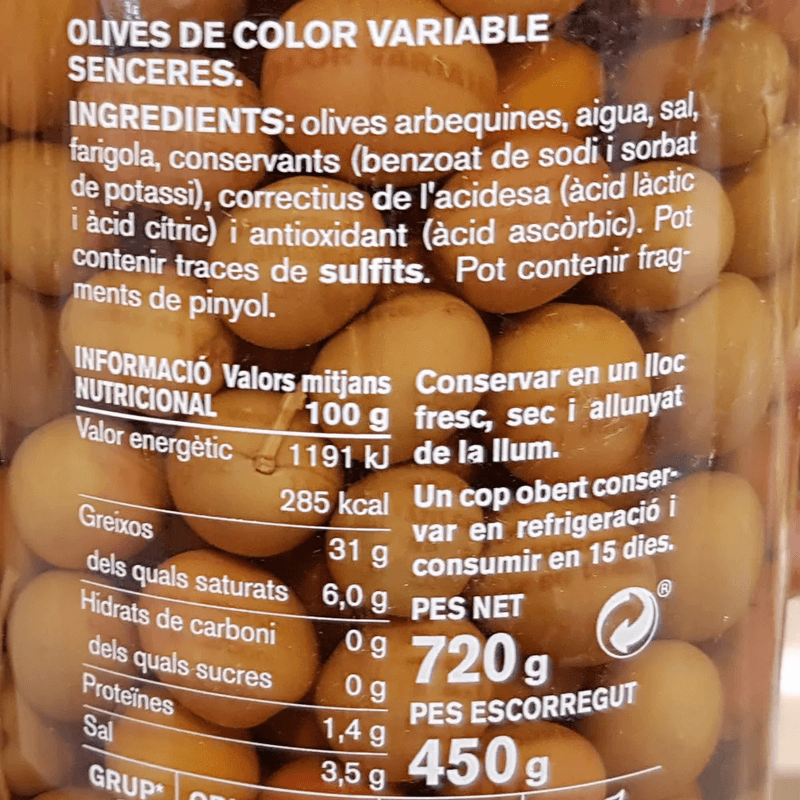 OLIVES DE COLOR VARIABLE
SENCERES.
INGREDIENTS: olives arbequines, aigua, sal,
farigola, conservants (benzoat de sodi i sorbat
de potassi), correctius de l'acidesa (àcid làctic
i àcid cítric) i antioxidant (àcid ascòrbic). Pot
contenir traces de sulfits. Pot contenir frag-
ments de pinyol.
INFORMACIÓ Valors mitjans
NUTRICIONAL 100 g
Valor energètic 1191 kJ
285 kcal
Greixos 31 g
dels quals saturats 6,0 g
Hidrats de carboni 0 g
dels quals sucres 0 g
Proteïnes 1,4 g
Sal 3,5 g
GRUP*
Conservar en un lloc
fresc, sec i allunyat
de la llum.
Un cop obert conser-
var en refrigeració i
consumir en 15 dies.
PES NET
720 g
®
PES ESCORREGUT
450 g